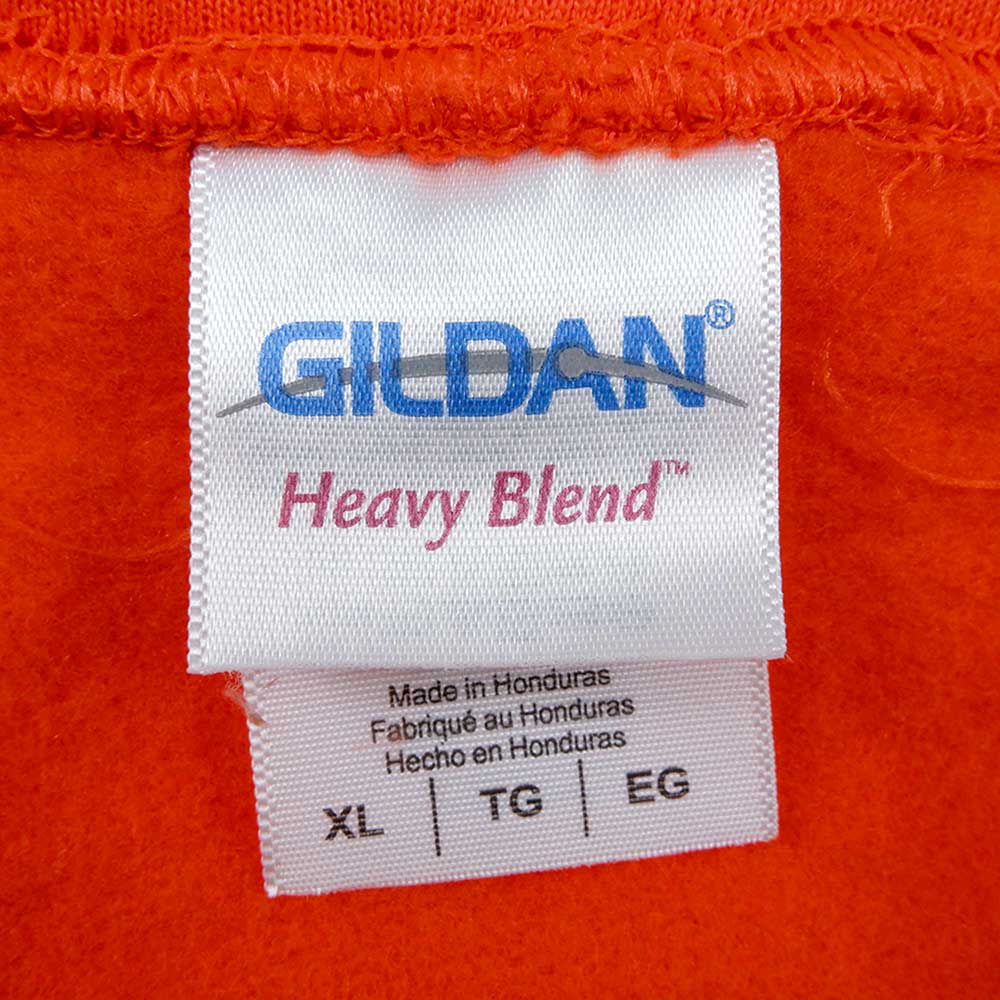 GILDAN®
Heavy Blend™
Made in Honduras
Fabriqué au Honduras
Hecho en Honduras
XL | TG | EG